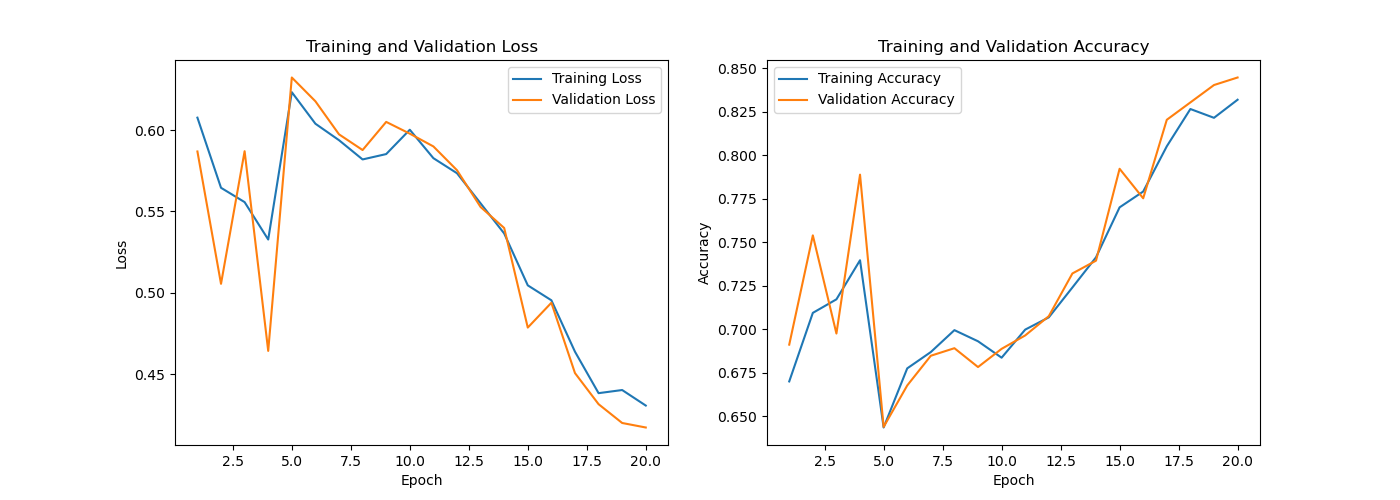 Training and Validation Loss
Training Loss
Validation Loss
0.60
0.55
0.50
0.45
Loss
2.5 5.0 7.5 10.0 12.5 15.0 17.5 20.0
Epoch
Training and Validation Accuracy
Training Accuracy
Validation Accuracy
0.850
0.825
0.800
0.775
0.750
0.725
0.700
0.675
0.650
Accuracy
2.5 5.0 7.5 10.0 12.5 15.0 17.5 20.0
Epoch